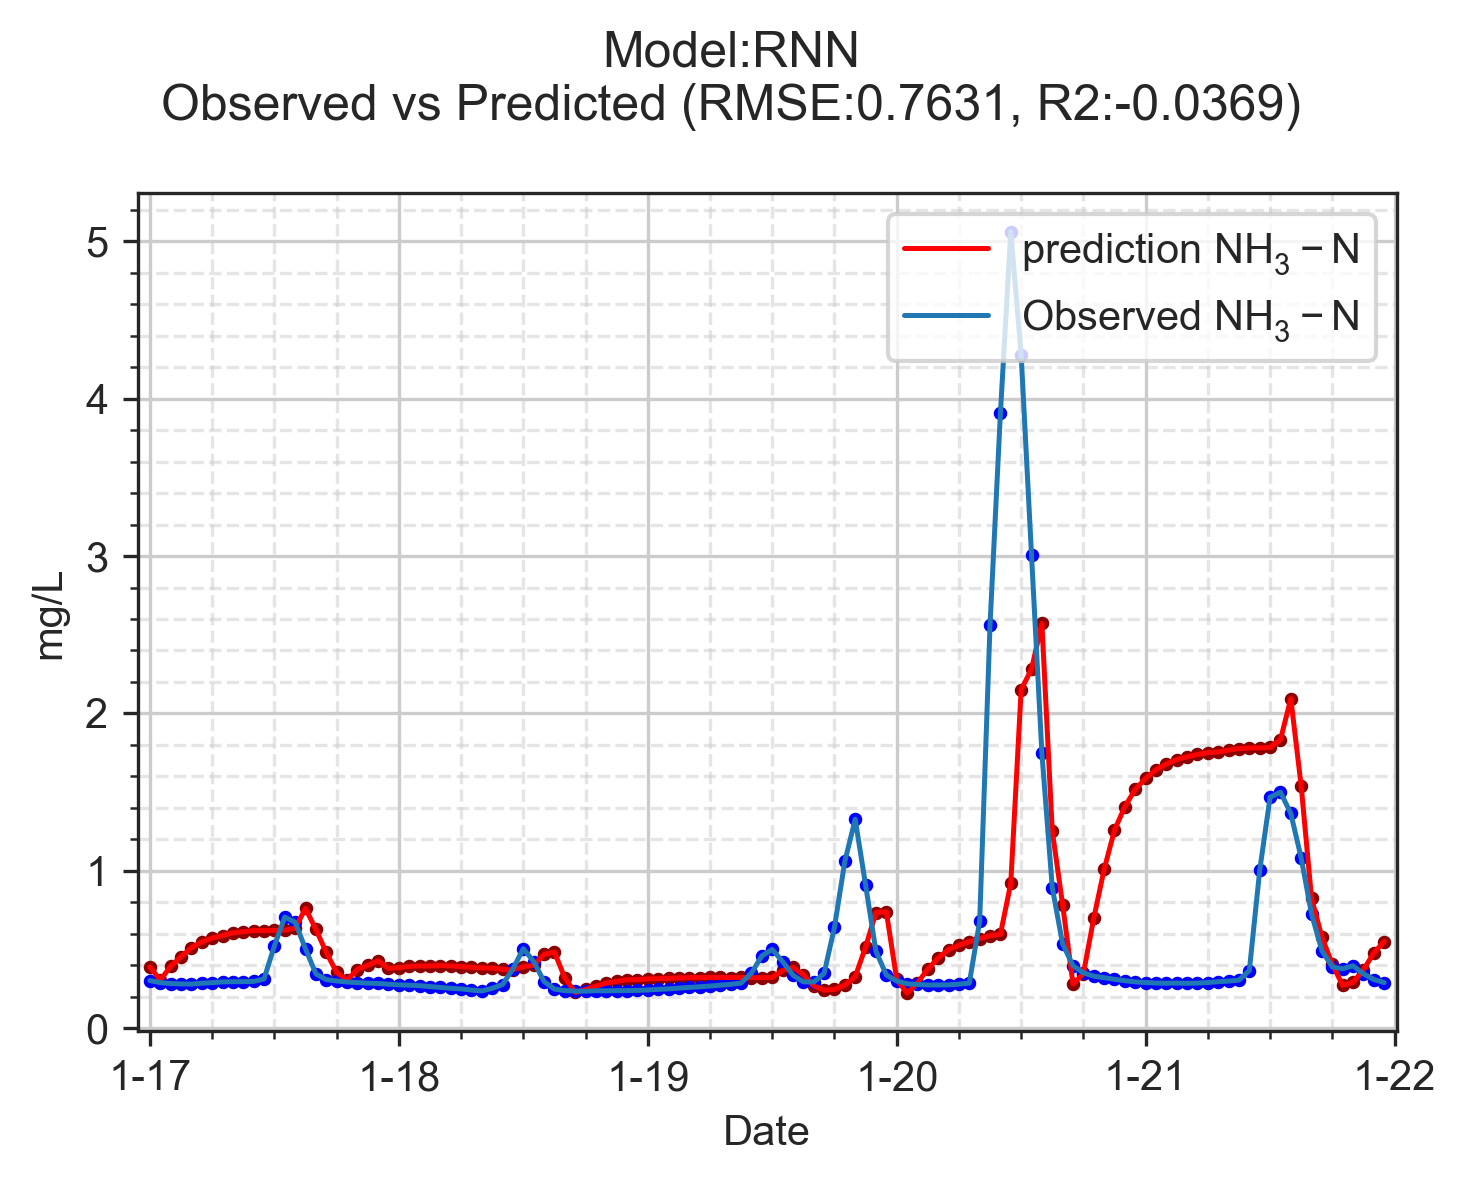 Model:RNN
Observed vs Predicted (RMSE:0.7631, R2:-0.0369)
prediction NH₃ − N
Observed NH₃ − N
5
4
3
2
1
0
mg/L
1-17 1-18 1-19 1-20 1-21 1-22
Date